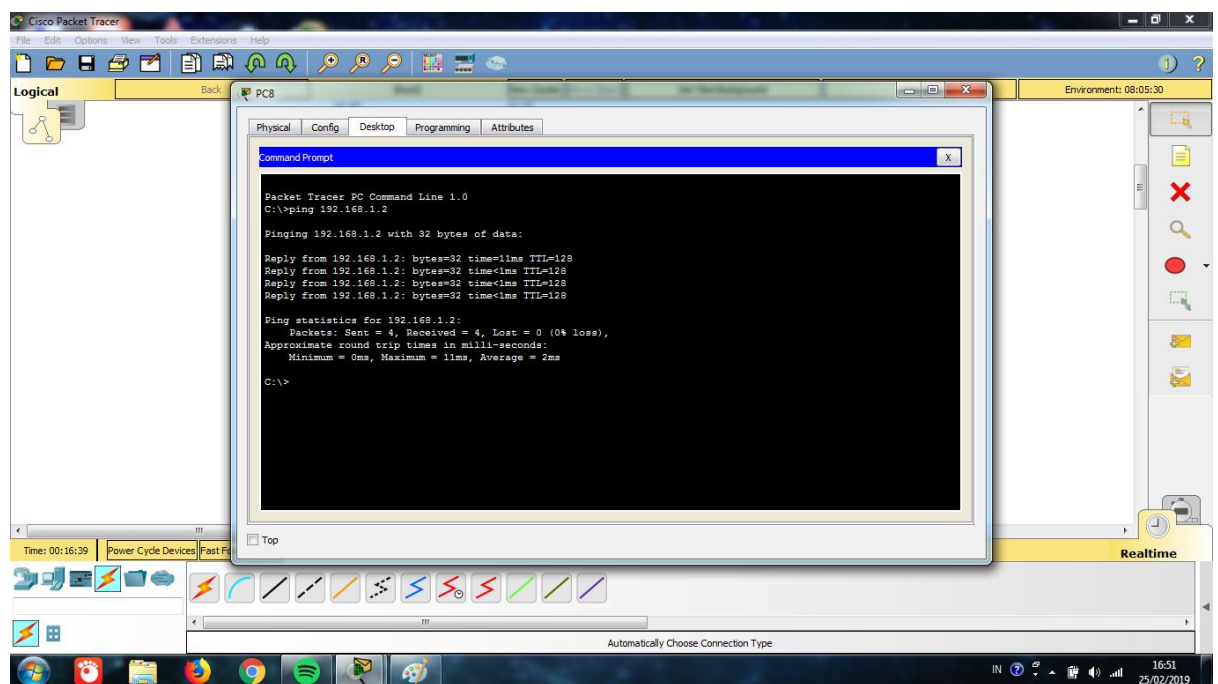 Cisco Packet Tracer
File Edit Options View Tools Extensions Help
Logical
Back
Environment: 08:05:30
PC8
Physical Config Desktop Programming Attributes
Command Prompt
X
Packet Tracer PC Command Line 1.0
C:\>ping 192.168.1.2
Pinging 192.168.1.2 with 32 bytes of data:
Reply from 192.168.1.2: bytes=32 time=11ms TTL=128
Reply from 192.168.1.2: bytes=32 time<1ms TTL=128
Reply from 192.168.1.2: bytes=32 time<1ms TTL=128
Reply from 192.168.1.2: bytes=32 time<1ms TTL=128
Ping statistics for 192.168.1.2:
Packets: Sent = 4, Received = 4, Lost = 0 (0% loss),
Approximate round trip times in milli-seconds:
Minimum = 0ms, Maximum = 11ms, Average = 2ms
C:\>
Top
Time: 00:16:39 Power Cycle Devices Fast Fo
Realtime
Automatically Choose Connection Type
IN
16:51
25/02/2019